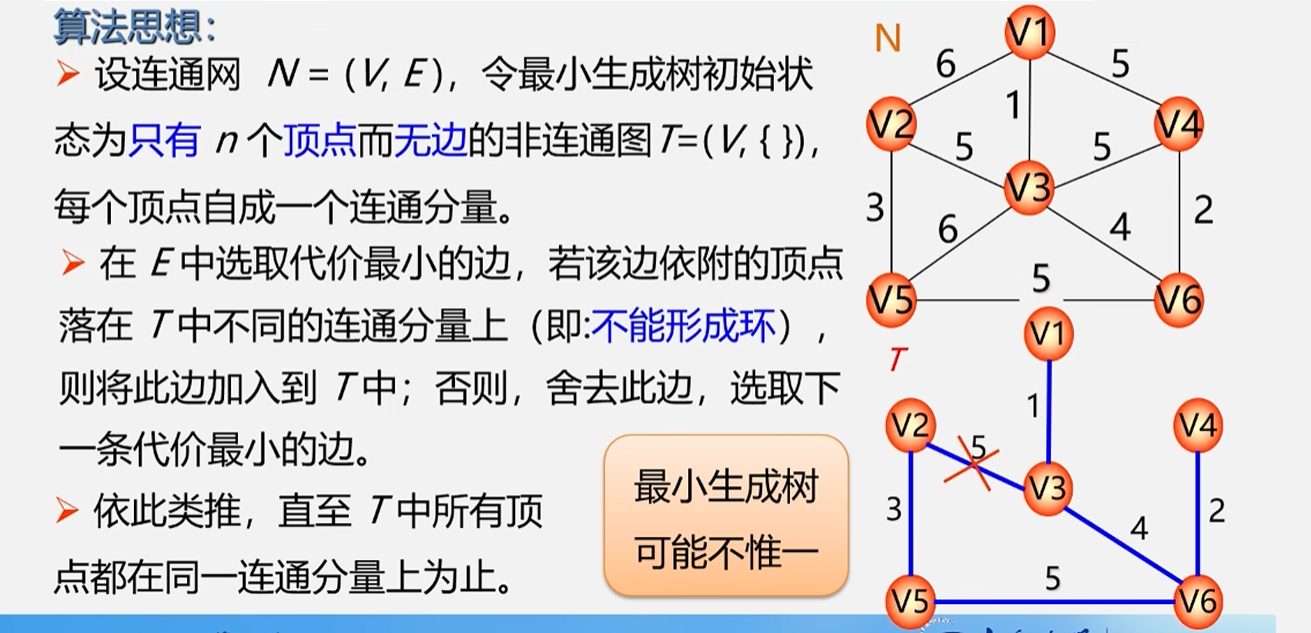 算法思想：
➢ 设连通网 N = (V, E)，令最小生成树初始状
态为只有 n 个顶点而无边的非连通图 T=(V, { })，
每个顶点自成一个连通分量。
➢ 在 E 中选取代价最小的边，若该边依附的顶点
落在 T 中不同的连通分量上（即:不能形成环），
则将此边加入到 T 中；否则，舍去此边，选取下
一条代价最小的边。
➢ 依此类推，直至 T 中所有顶
点都在同一连通分量上为止。
最小生成树
可能不惟一
N
V1
6
5
1
V2
V4
5
5
V3
3
2
6
4
5
V5
V6
T
V1
1
V2
V4
5
V3
3
2
4
5
V5
V6